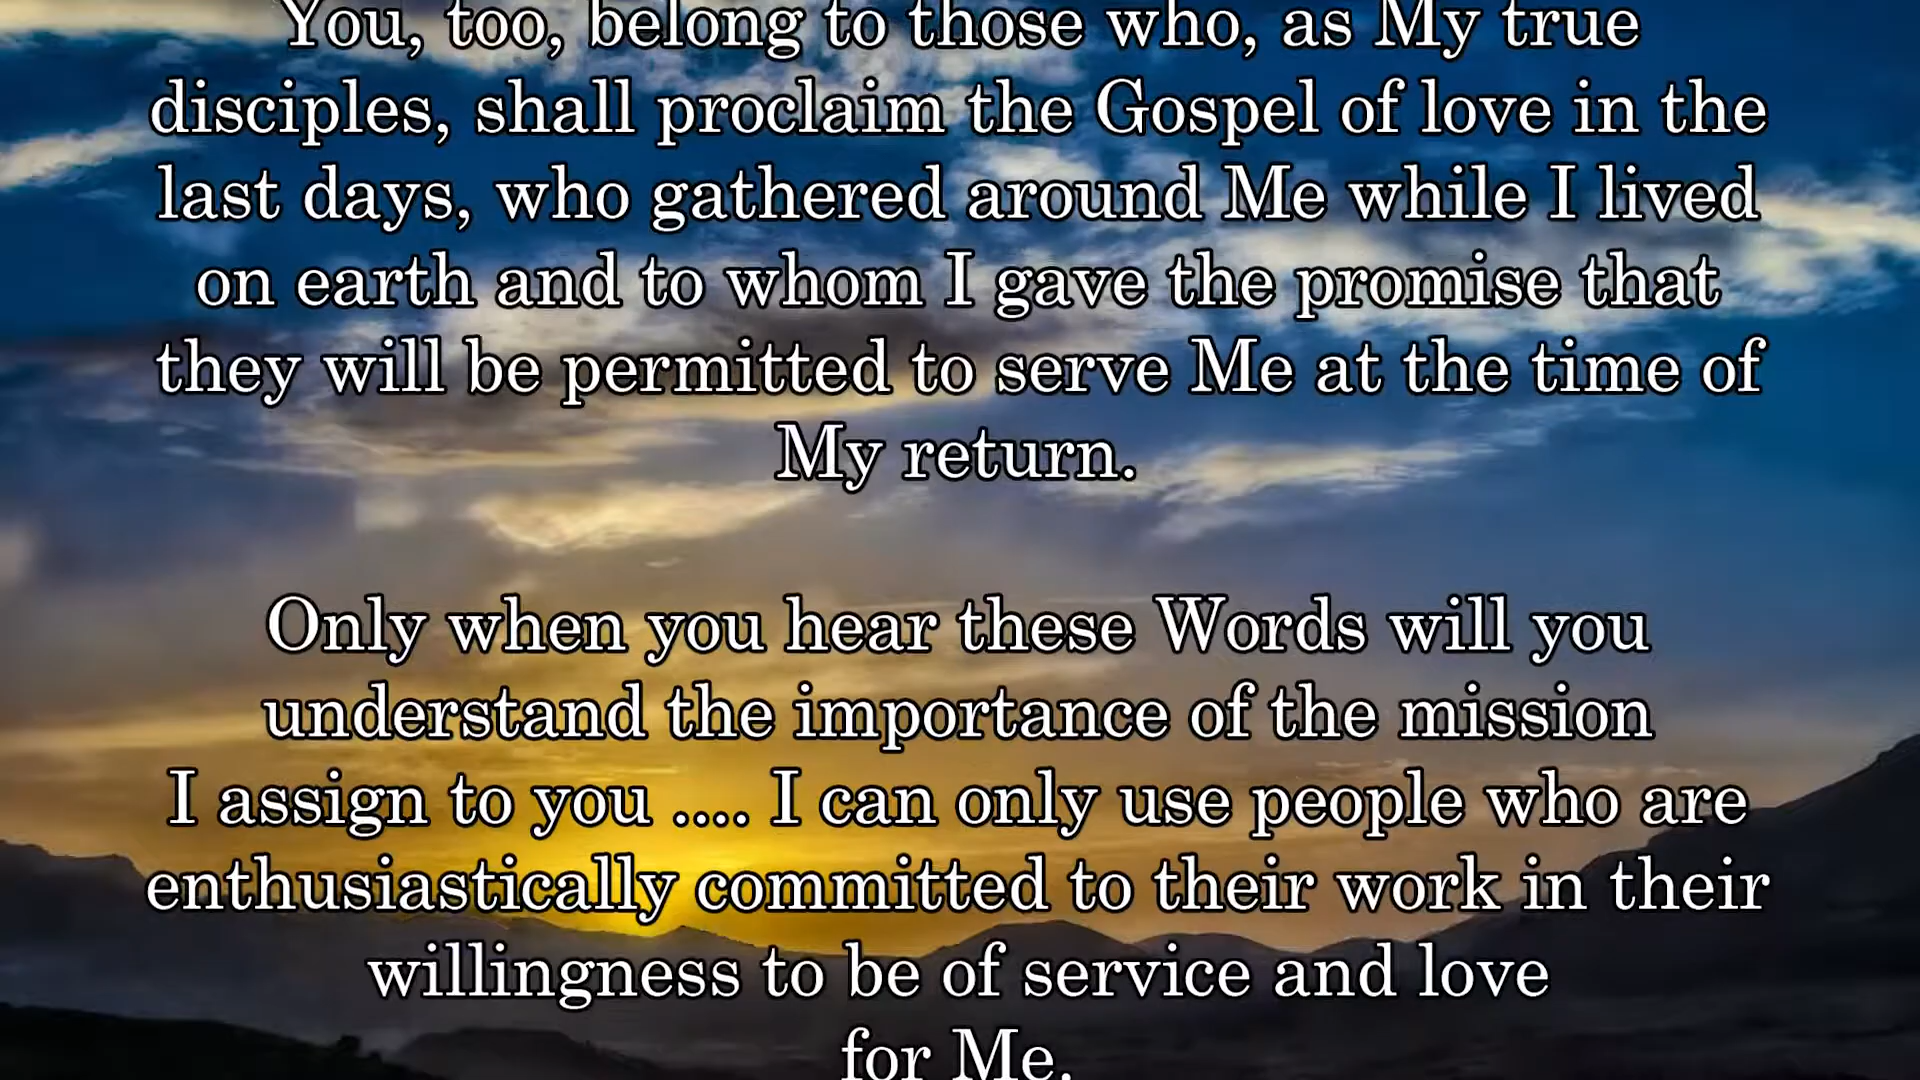 You, too, belong to those who, as My true
disciples, shall proclaim the Gospel of love in the
last days, who gathered around Me while I lived
on earth and to whom I gave the promise that
they will be permitted to serve Me at the time of
My return.
Only when you hear these Words will you
understand the importance of the mission
I assign to you .... I can only use people who are
enthusiastically committed to their work in their
willingness to be of service and love
for Me.